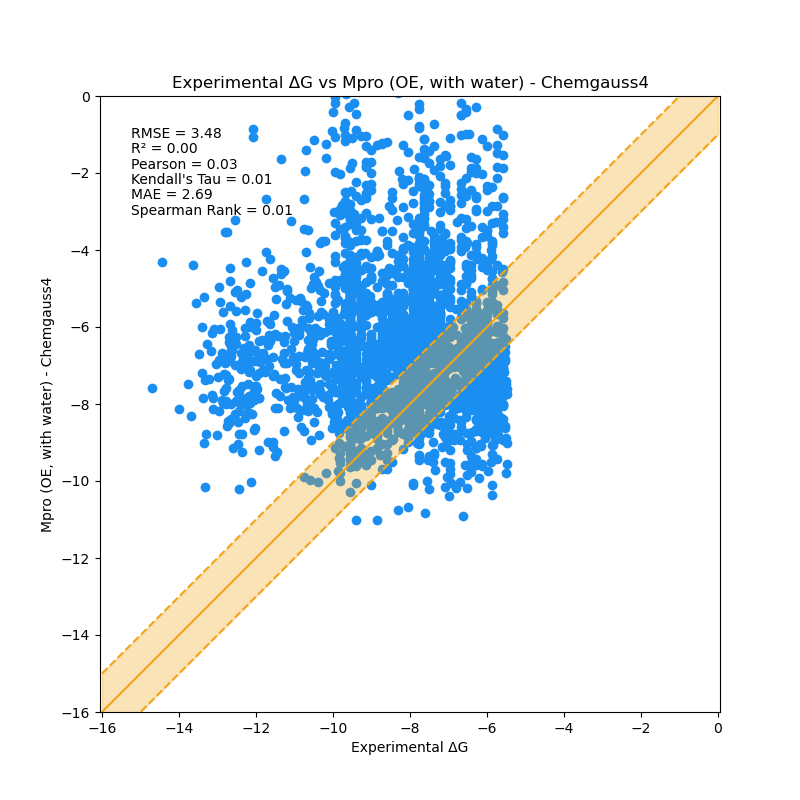 Experimental ΔG vs Mpro (OE, with water) - Chemgauss4
0
−2
−4
−6
−8
−10
−12
−14
−16
Mpro (OE, with water) - Chemgauss4
RMSE = 3.48
R² = 0.00
Pearson = 0.03
Kendall's Tau = 0.01
MAE = 2.69
Spearman Rank = 0.01
−16 −14 −12 −10 −8 −6 −4 −2 0
Experimental ΔG